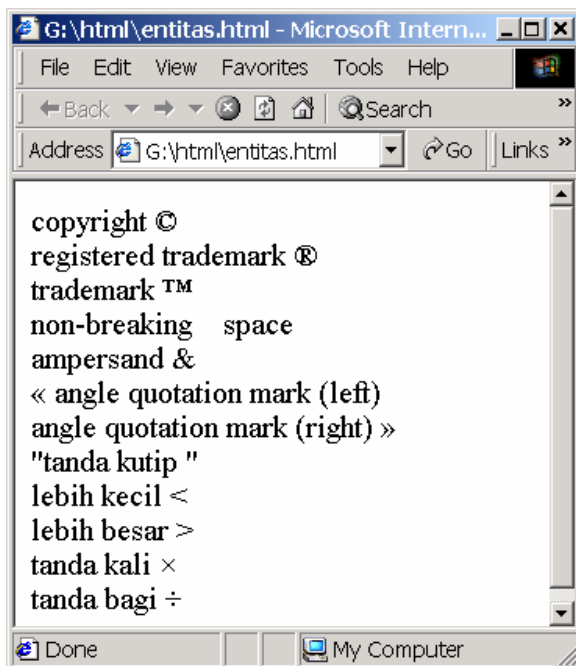 G:\html\entitas.html - Microsoft Intern...
File Edit View Favorites Tools Help
Back Search »
Address G:\html\entitas.html Go Links »
copyright ©
registered trademark ®
trademark ™
non-breaking    space
ampersand &
« angle quotation mark (left)
angle quotation mark (right) »
"tanda kutip "
lebih kecil <
lebih besar >
tanda kali ×
tanda bagi ÷
Done My Computer